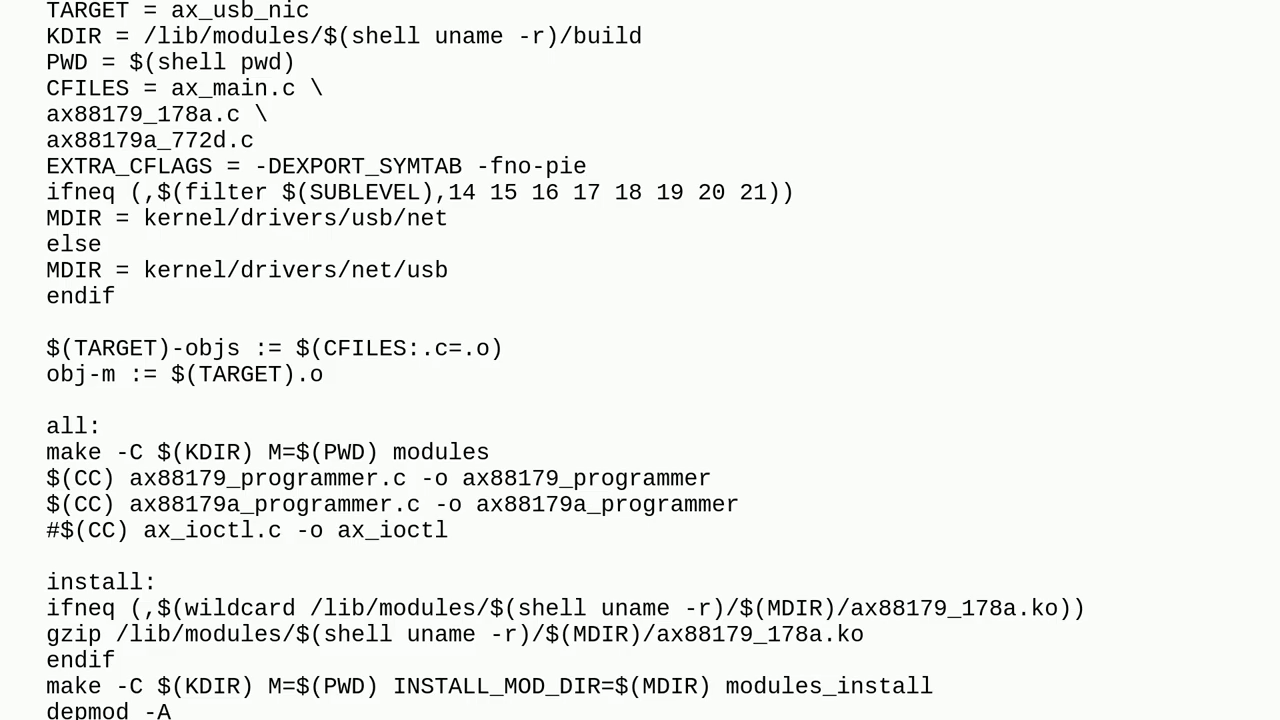 TARGET = ax_usb_nic
KDIR = /lib/modules/$(shell uname -r)/build
PWD = $(shell pwd)
CFILES = ax_main.c \
ax88179_178a.c \
ax88179a_772d.c
EXTRA_CFLAGS = -DEXPORT_SYMTAB -fno-pie
ifneq (,$(filter $(SUBLEVEL),14 15 16 17 18 19 20 21))
MDIR = kernel/drivers/usb/net
else
MDIR = kernel/drivers/net/usb
endif

$(TARGET)-objs := $(CFILES:.c=.o)
obj-m := $(TARGET).o

all:
make -C $(KDIR) M=$(PWD) modules
$(CC) ax88179_programmer.c -o ax88179_programmer
$(CC) ax88179a_programmer.c -o ax88179a_programmer
#$(CC) ax_ioctl.c -o ax_ioctl

install:
ifneq (,$(wildcard /lib/modules/$(shell uname -r)/$(MDIR)/ax88179_178a.ko))
gzip /lib/modules/$(shell uname -r)/$(MDIR)/ax88179_178a.ko
endif
make -C $(KDIR) M=$(PWD) INSTALL_MOD_DIR=$(MDIR) modules_install
depmod -A